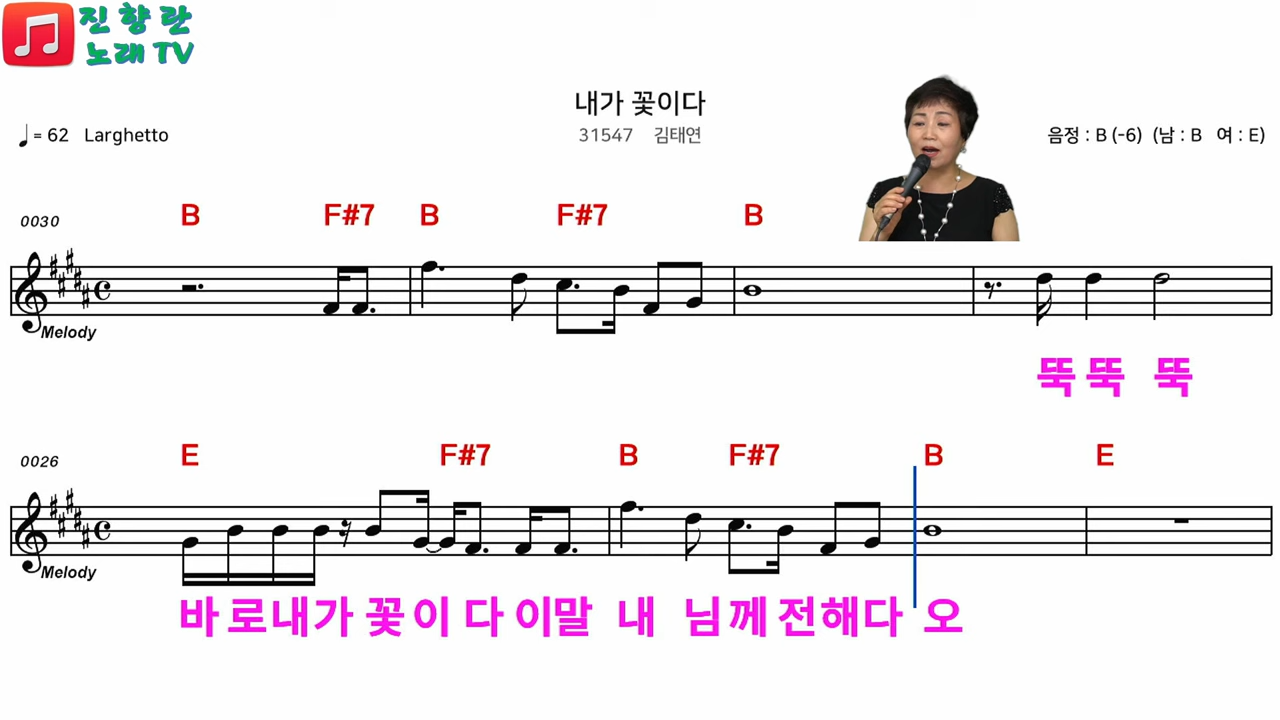 진향란
노래 TV
내가 꽃이다
♩ = 62 Larghetto
31547 김태연
음정 : B (-6) (남 : B 여 : E)
0030 B F#7 B F#7 B
Melody
뚝뚝 뚝
0026 E F#7 B F#7 B E
Melody
바로내가 꽃이 다 이말 내 님께 전해다 오